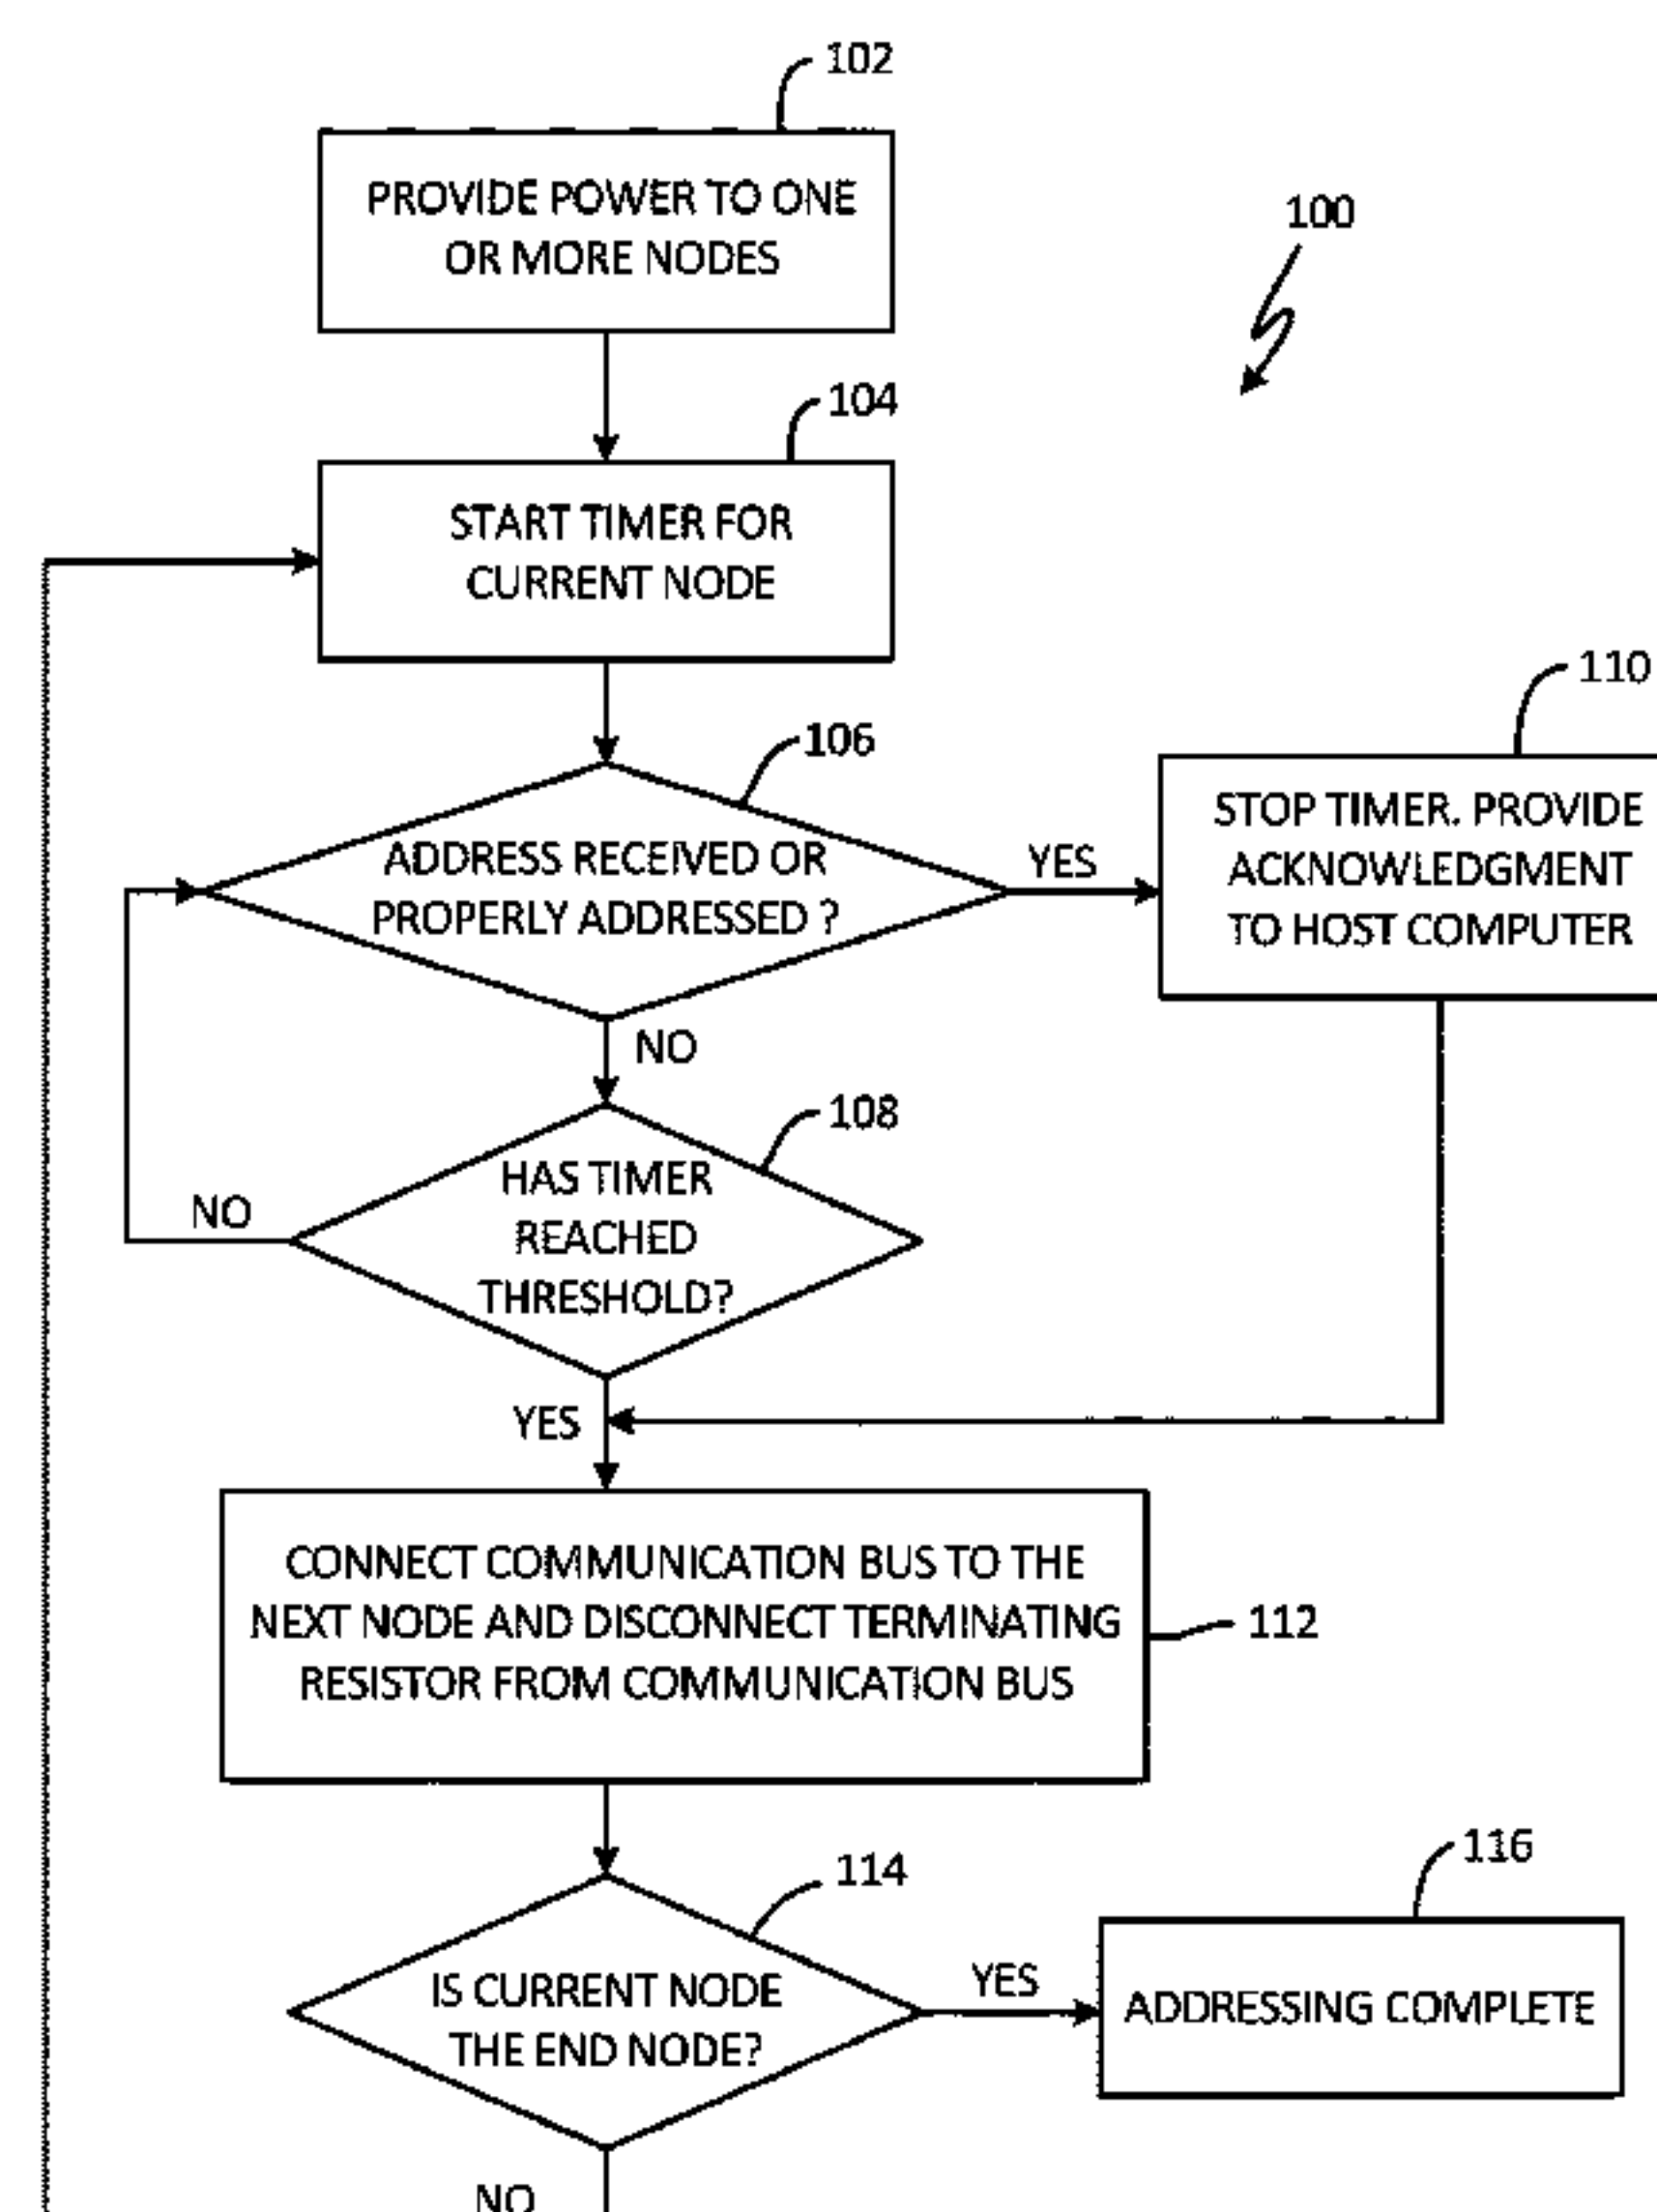 102
PROVIDE POWER TO ONE
OR MORE NODES
100
104
START TIMER FOR
CURRENT NODE
106
ADDRESS RECEIVED OR
PROPERLY ADDRESSED ?
YES
110
STOP TIMER. PROVIDE
ACKNOWLEDGMENT
TO HOST COMPUTER
NO
108
HAS TIMER
REACHED
THRESHOLD?
NO
YES
CONNECT COMMUNICATION BUS TO THE
NEXT NODE AND DISCONNECT TERMINATING
RESISTOR FROM COMMUNICATION BUS
112
114
IS CURRENT NODE
THE END NODE?
YES
116
ADDRESSING COMPLETE
NO